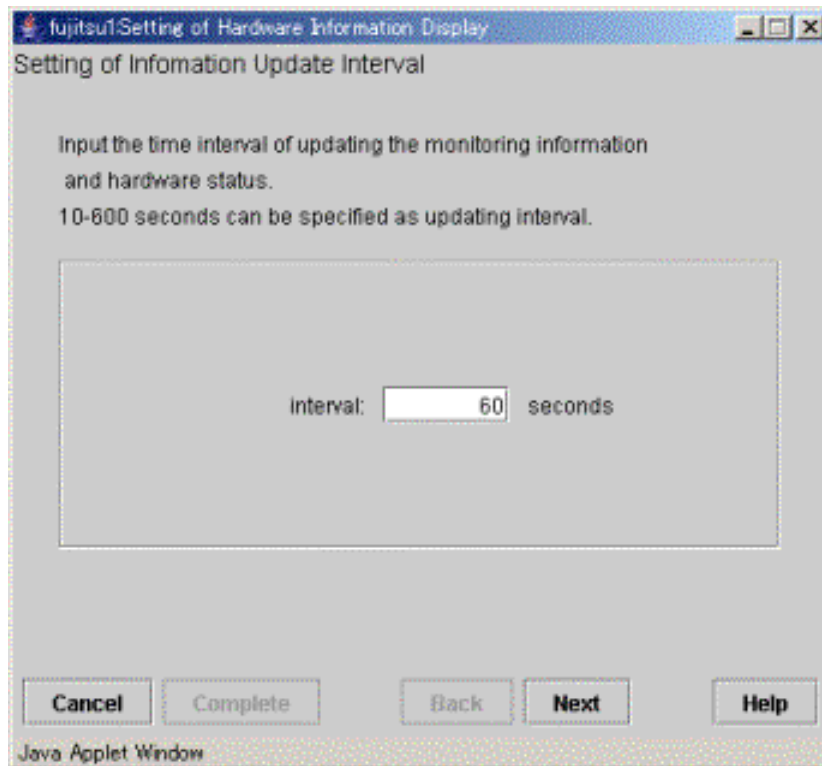 fujitsu1:Setting of Hardware Information Display
Setting of Infomation Update Interval
Input the time interval of updating the monitoring information
and hardware status.
10-600 seconds can be specified as updating interval.
interval: 60 seconds
Cancel Complete Back Next Help
Java Applet Window